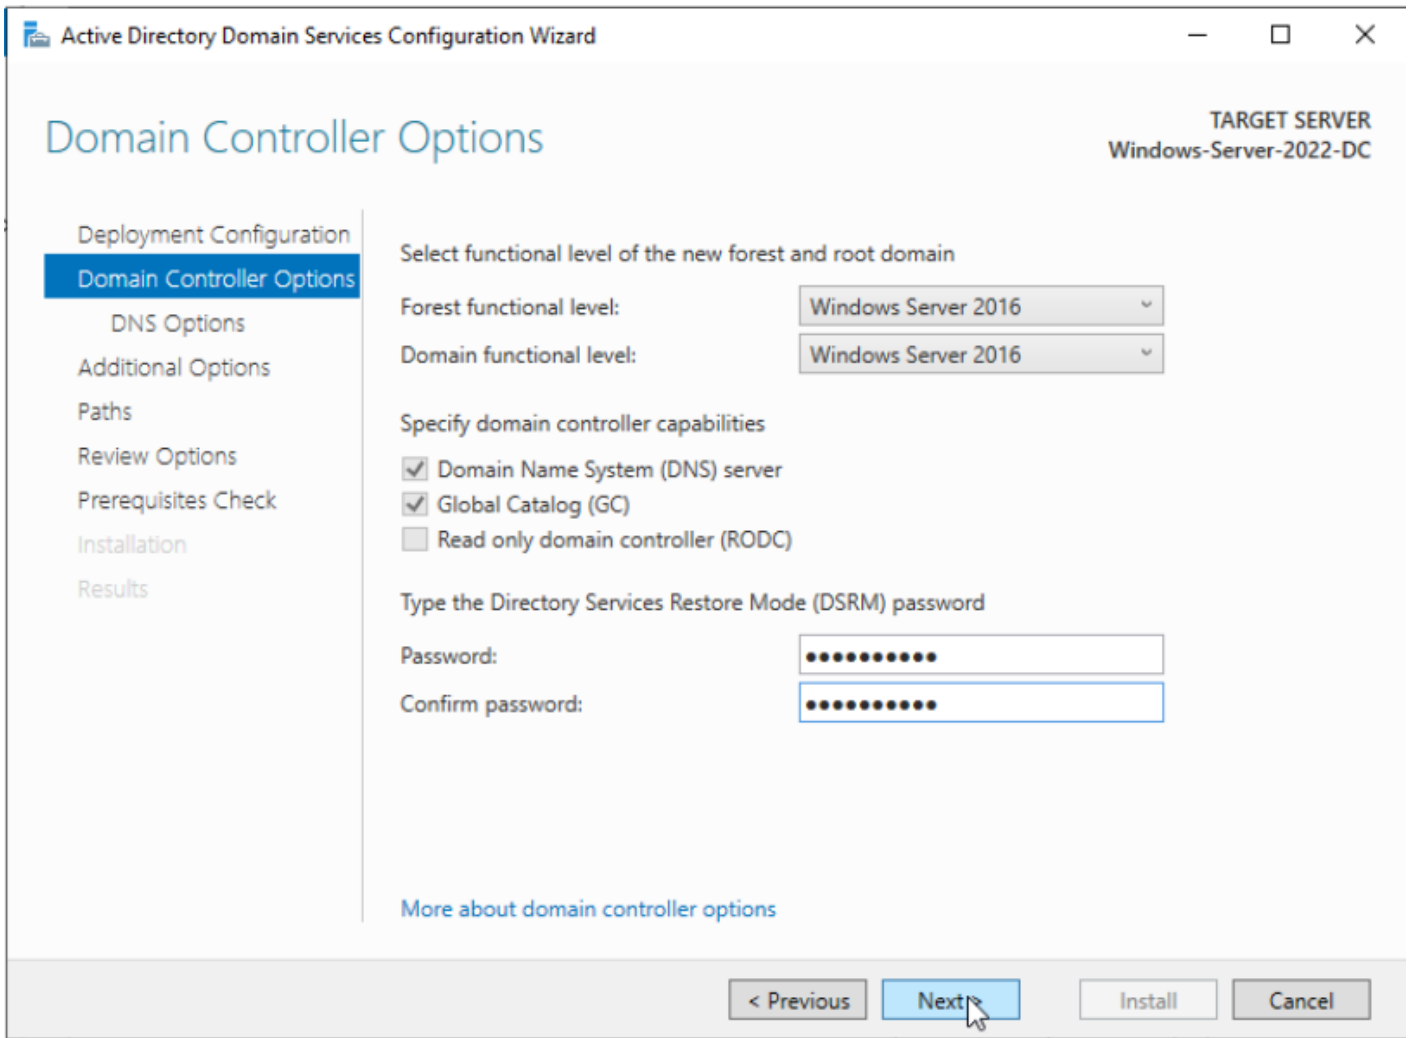 Active Directory Domain Services Configuration Wizard
Domain Controller Options
TARGET SERVER
Windows-Server-2022-DC
Deployment Configuration
Domain Controller Options
DNS Options
Additional Options
Paths
Review Options
Prerequisites Check
Installation
Results
Select functional level of the new forest and root domain
Forest functional level: Windows Server 2016
Domain functional level: Windows Server 2016
Specify domain controller capabilities
Domain Name System (DNS) server
Global Catalog (GC)
Read only domain controller (RODC)
Type the Directory Services Restore Mode (DSRM) password
Password: ●●●●●●●●●●
Confirm password: ●●●●●●●●●●
More about domain controller options
< Previous Next > Install Cancel